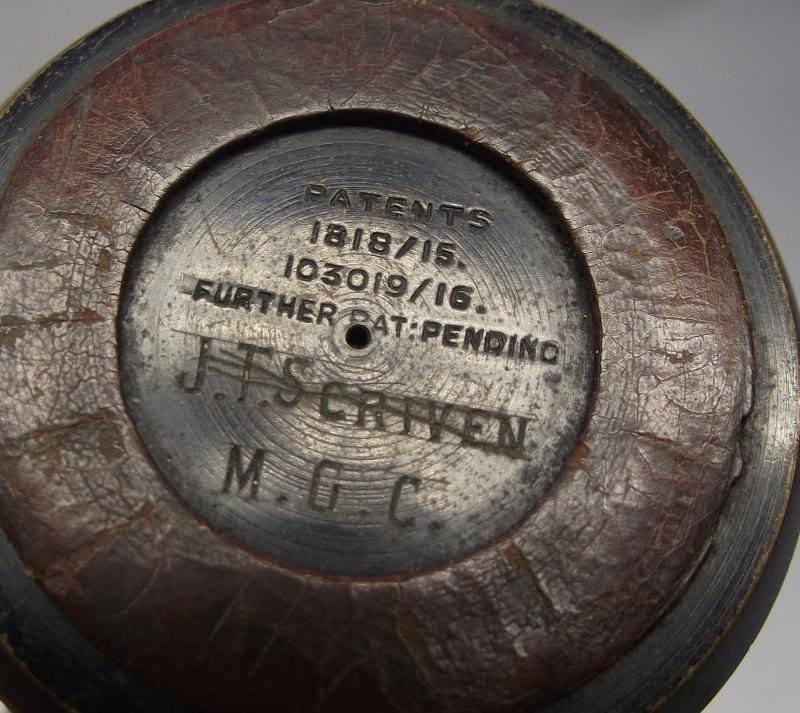 PATENTS
1818/15.
103019/16.
FURTHER PAT: PENDING
J.T.SCRIVEN
M.G.C.